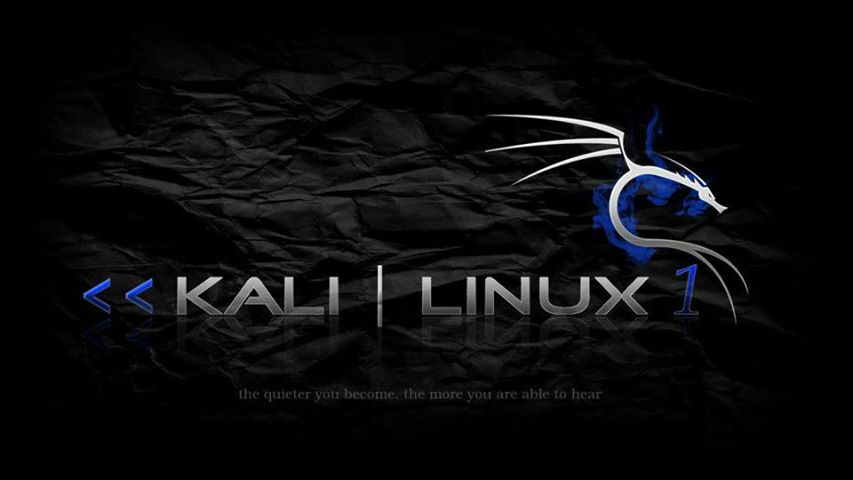 << KALI | LINUX 1
the quieter you become, the more you are able to hear